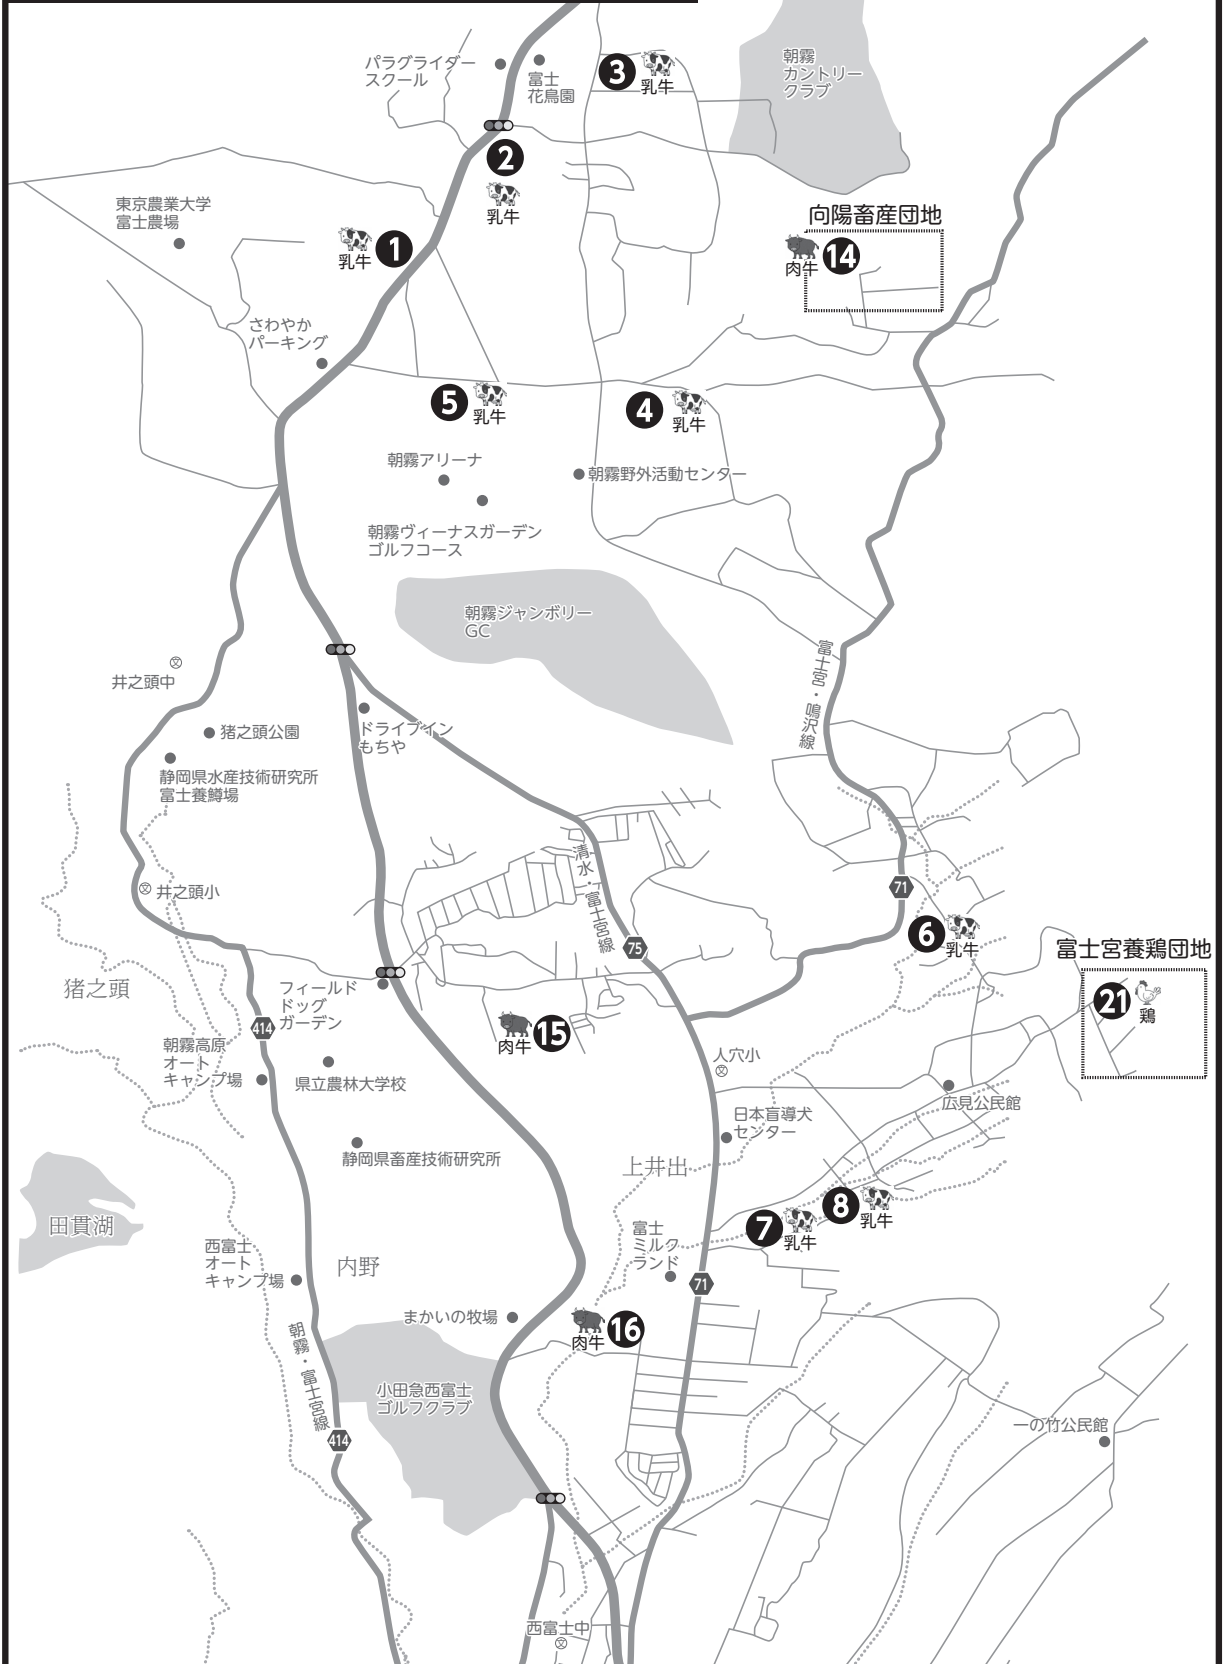 パラグライダー
スクール
富士
花鳥園
3
乳牛
朝霧
カントリー
クラブ
2
乳牛
東京農業大学
富士農場
1
乳牛
向陽畜産団地
14
肉牛
さわやか
パーキング
5
乳牛
4
乳牛
朝霧アリーナ
朝霧野外活動センター
朝霧ヴィーナスガーデン
ゴルフコース
朝霧ジャンボリー
GC
富士宮・鳴沢線
文
井之頭中
猪之頭公園
ドライブイン
もちや
静岡県水産技術研究所
富士養鱒場
清水・富士宮線
文
井之頭小
71
6
乳牛
75
富士宮養鶏団地
21
鶏
猪之頭
フィールド
ドッグ
ガーデン
414
15
肉牛
朝霧高原
オート
キャンプ場
県立農林大学校
人穴小
文
広見公民館
日本盲導犬
センター
静岡県畜産技術研究所
上井出
8
乳牛
7
乳牛
田貫湖
富士
ミルク
ランド
西富士
オート
キャンプ場
内野
71
まかいの牧場
16
肉牛
朝霧・富士宮線
小田急西富士
ゴルフクラブ
414
一の竹公民館
西富士中
文